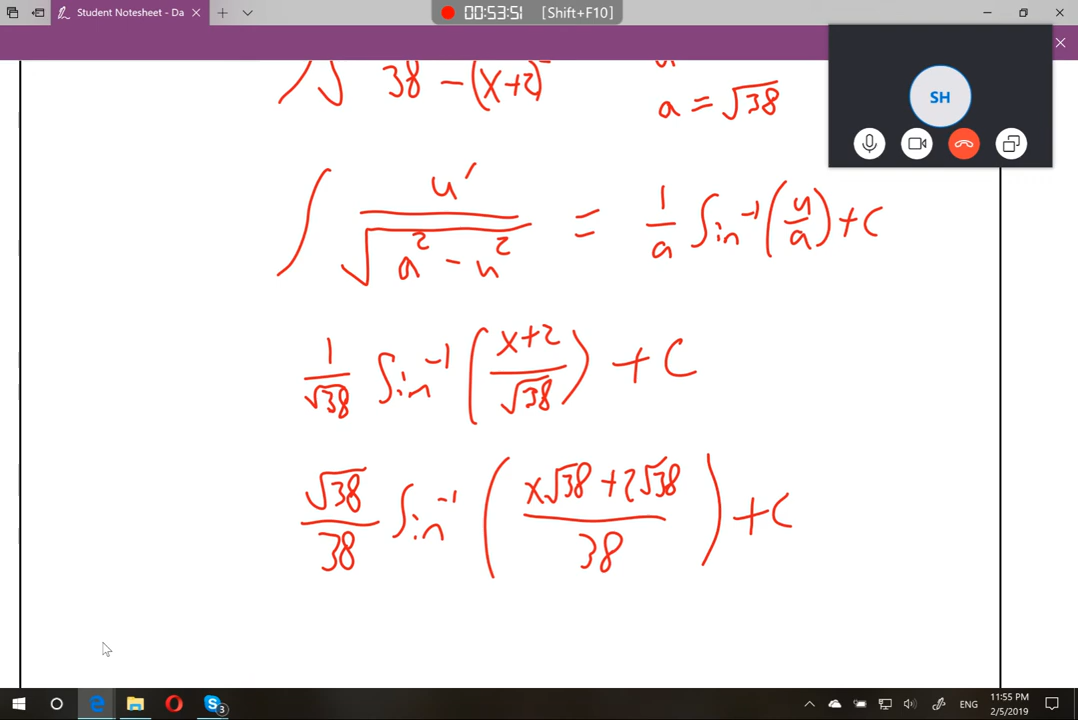 Student Notesheet - Da
00:53:51 [Shift+F10]
√38 - (x+2)²
a = √38
SH
∫ u' / √(a² - u²) = 1/a sin⁻¹(u/a) + C
1/√38 sin⁻¹((x+2)/√38) + C
√38/38 sin⁻¹((x√38 + 2√38)/38) + C
3
ENG
11:55 PM
2/5/2019